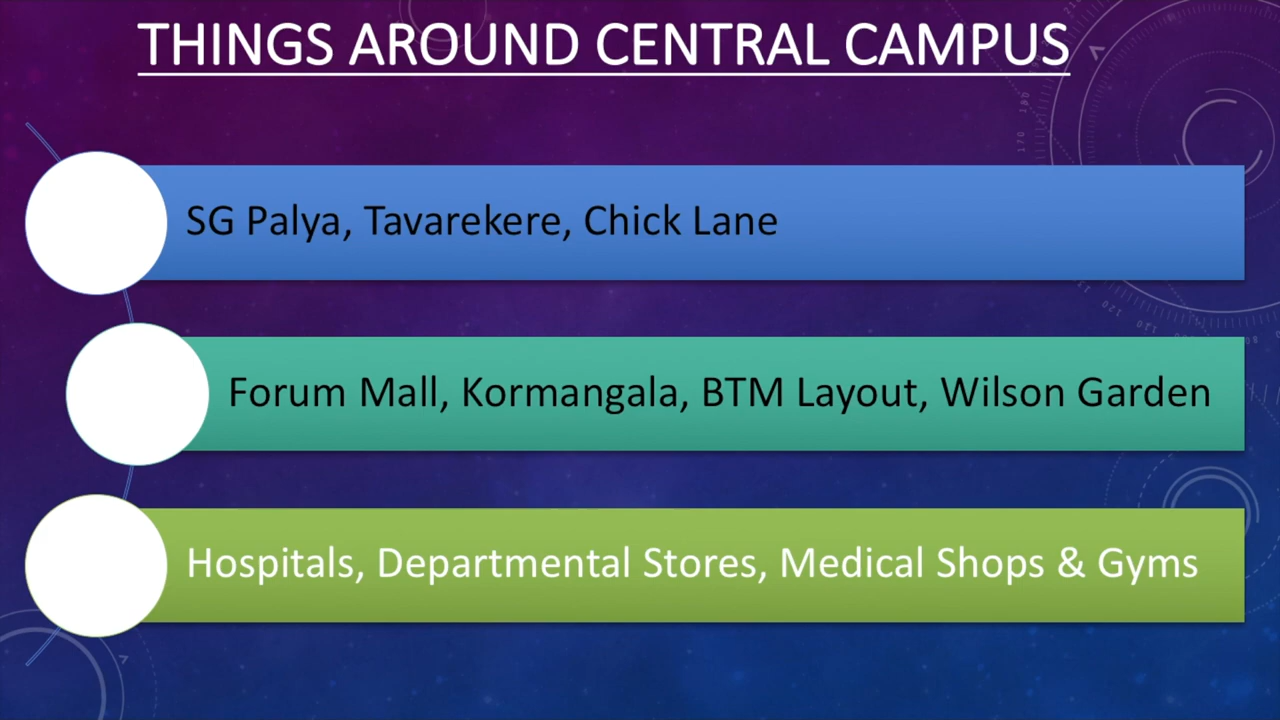 THINGS AROUND CENTRAL CAMPUS
SG Palya, Tavarekere, Chick Lane
Forum Mall, Kormangala, BTM Layout, Wilson Garden
Hospitals, Departmental Stores, Medical Shops & Gyms